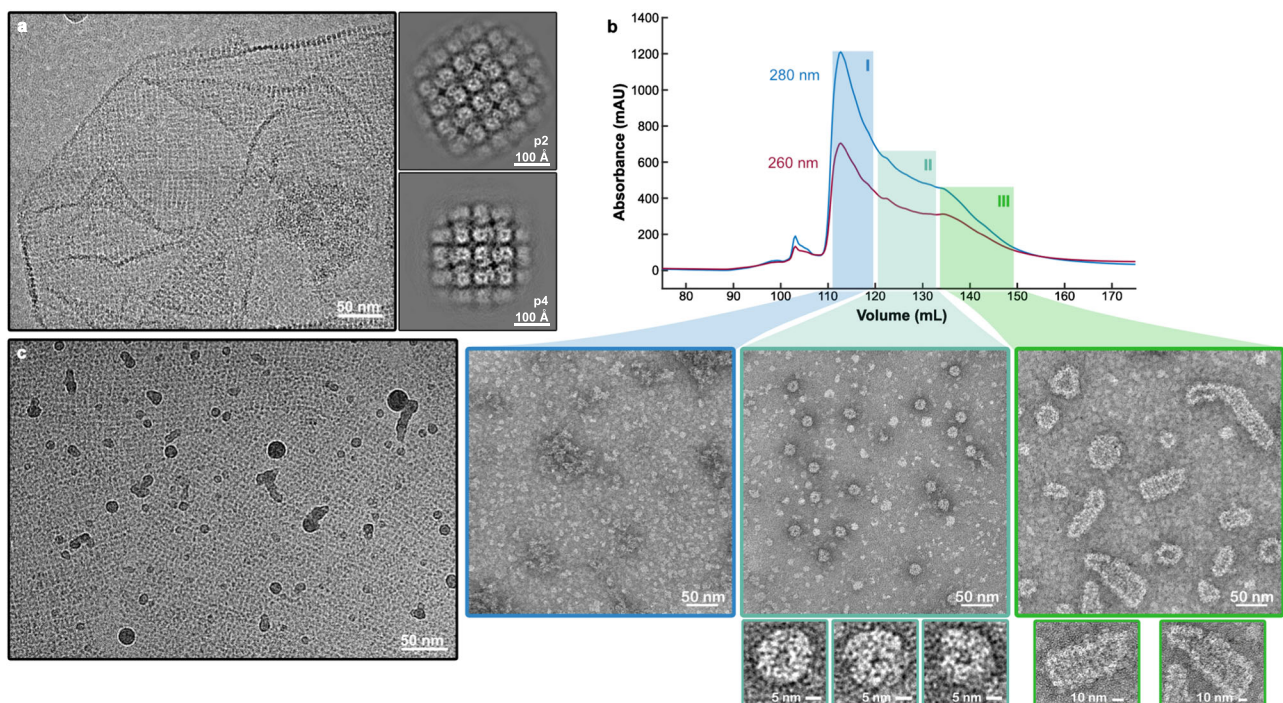 a
50 nm
p2
100 Å
p4
100 Å
b
Absorbance (mAU)
1400
1200
1000
800
600
400
200
0
280 nm
260 nm
I
II
III
80 90 100 110 120 130 140 150 160 170
Volume (mL)
c
50 nm
50 nm
50 nm
50 nm
5 nm
5 nm
5 nm
10 nm
10 nm